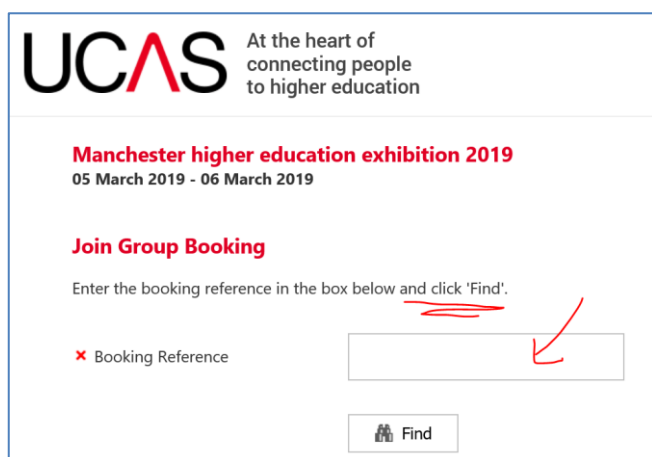 UCAS
At the heart of
connecting people
to higher education
Manchester higher education exhibition 2019
05 March 2019 - 06 March 2019
Join Group Booking
Enter the booking reference in the box below and click 'Find'.
Booking Reference
Find